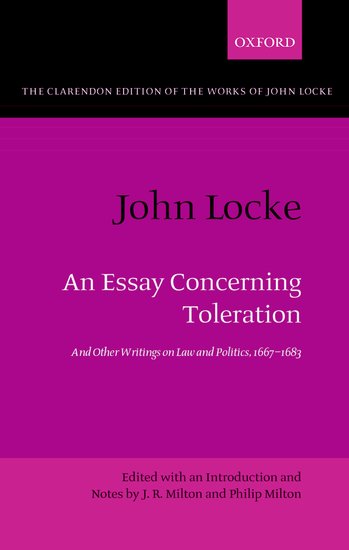 OXFORD
THE CLARENDON EDITION OF THE WORKS OF JOHN LOCKE
John Locke
An Essay Concerning
Toleration
And Other Writings on Law and Politics, 1667–1683
Edited with an Introduction and
Notes by J. R. Milton and Philip Milton